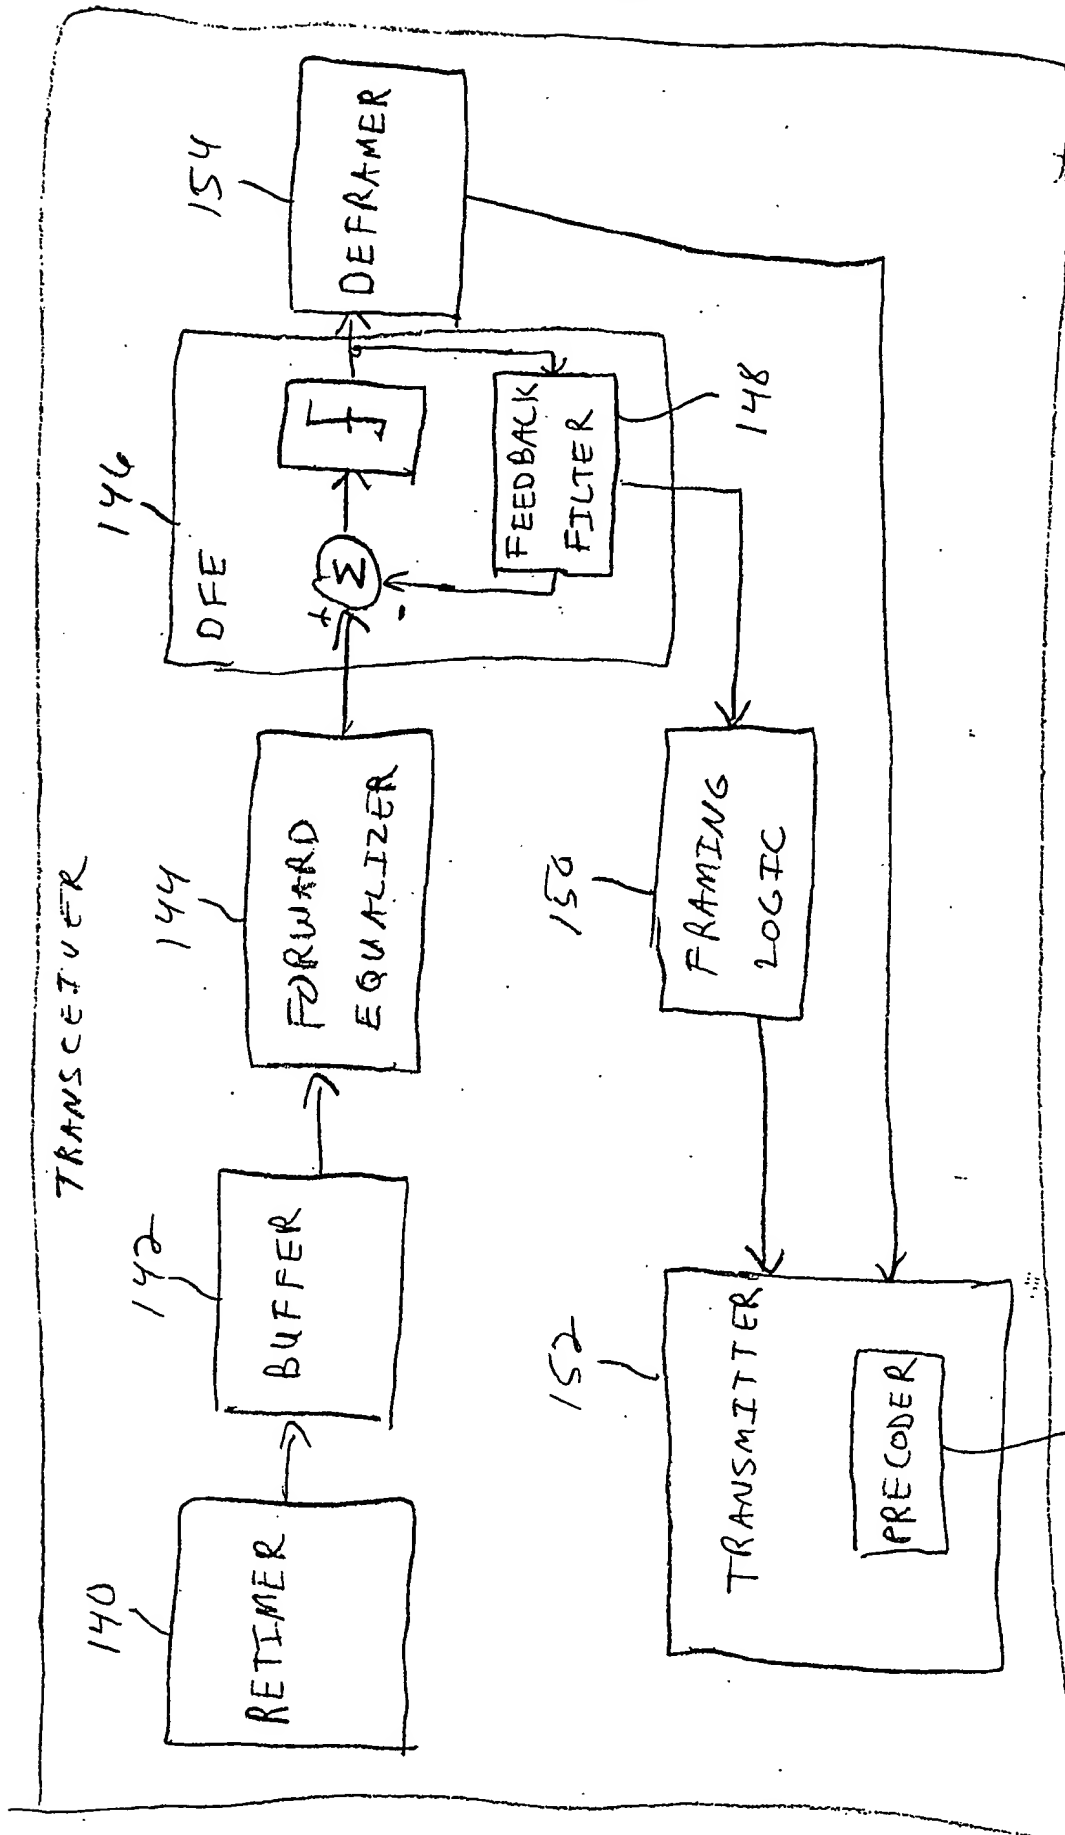 TRANSCEIVER
140
RETIMER
142
BUFFER
144
FORWARD
EQUALIZER
146
DFE
+
Σ
-
FEEDBACK
FILTER
148
154
DEFRAMER
150
FRAMING
LOGIC
152
TRANSMITTER
PRECODER